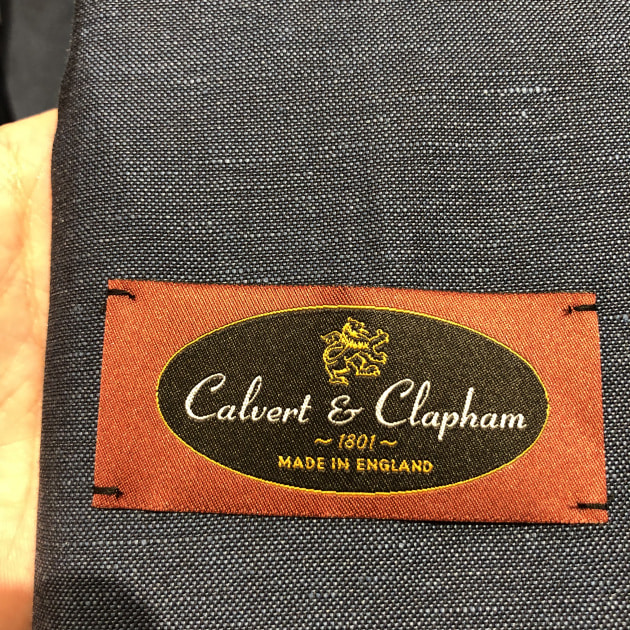 Calvert & Clapham
~ 1801 ~
MADE IN ENGLAND